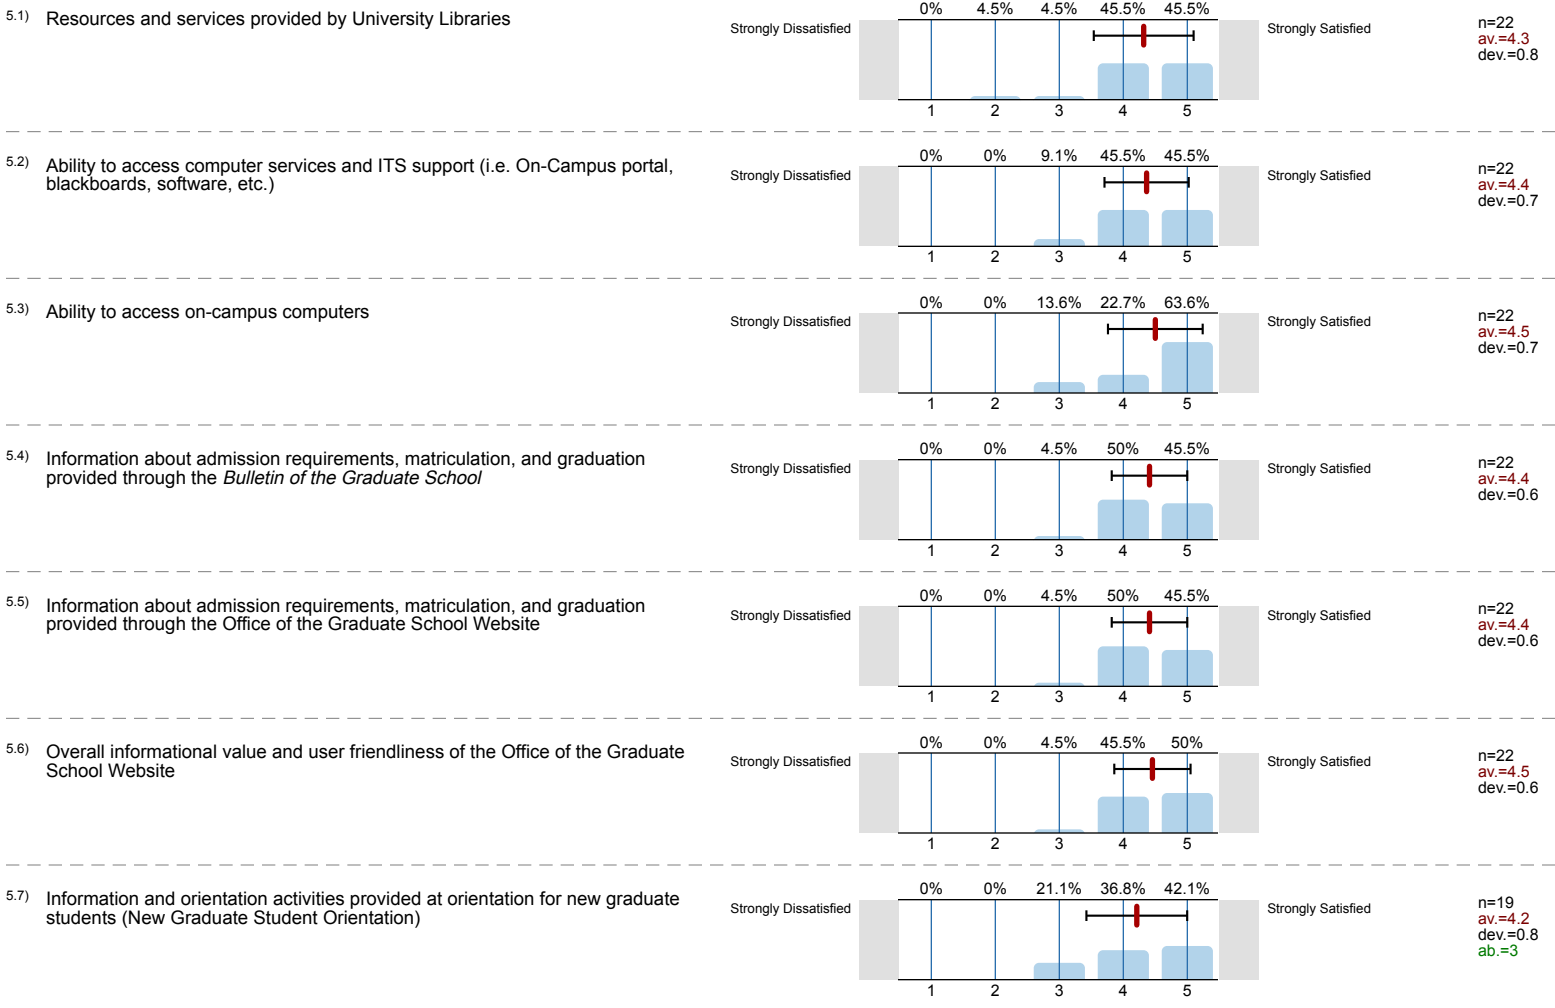 5.1) Resources and services provided by University Libraries
0% 4.5% 4.5% 45.5% 45.5%
Strongly Dissatisfied
Strongly Satisfied
n=22
av.=4.3
dev.=0.8
1 2 3 4 5
5.2) Ability to access computer services and ITS support (i.e. On-Campus portal,
blackboards, software, etc.)
0% 0% 9.1% 45.5% 45.5%
Strongly Dissatisfied
Strongly Satisfied
n=22
av.=4.4
dev.=0.7
1 2 3 4 5
5.3) Ability to access on-campus computers
0% 0% 13.6% 22.7% 63.6%
Strongly Dissatisfied
Strongly Satisfied
n=22
av.=4.5
dev.=0.7
1 2 3 4 5
5.4) Information about admission requirements, matriculation, and graduation
provided through the Bulletin of the Graduate School
0% 0% 4.5% 50% 45.5%
Strongly Dissatisfied
Strongly Satisfied
n=22
av.=4.4
dev.=0.6
1 2 3 4 5
5.5) Information about admission requirements, matriculation, and graduation
provided through the Office of the Graduate School Website
0% 0% 4.5% 50% 45.5%
Strongly Dissatisfied
Strongly Satisfied
n=22
av.=4.4
dev.=0.6
1 2 3 4 5
5.6) Overall informational value and user friendliness of the Office of the Graduate
School Website
0% 0% 4.5% 45.5% 50%
Strongly Dissatisfied
Strongly Satisfied
n=22
av.=4.5
dev.=0.6
1 2 3 4 5
5.7) Information and orientation activities provided at orientation for new graduate
students (New Graduate Student Orientation)
0% 0% 21.1% 36.8% 42.1%
Strongly Dissatisfied
Strongly Satisfied
n=19
av.=4.2
dev.=0.8
ab.=3
1 2 3 4 5